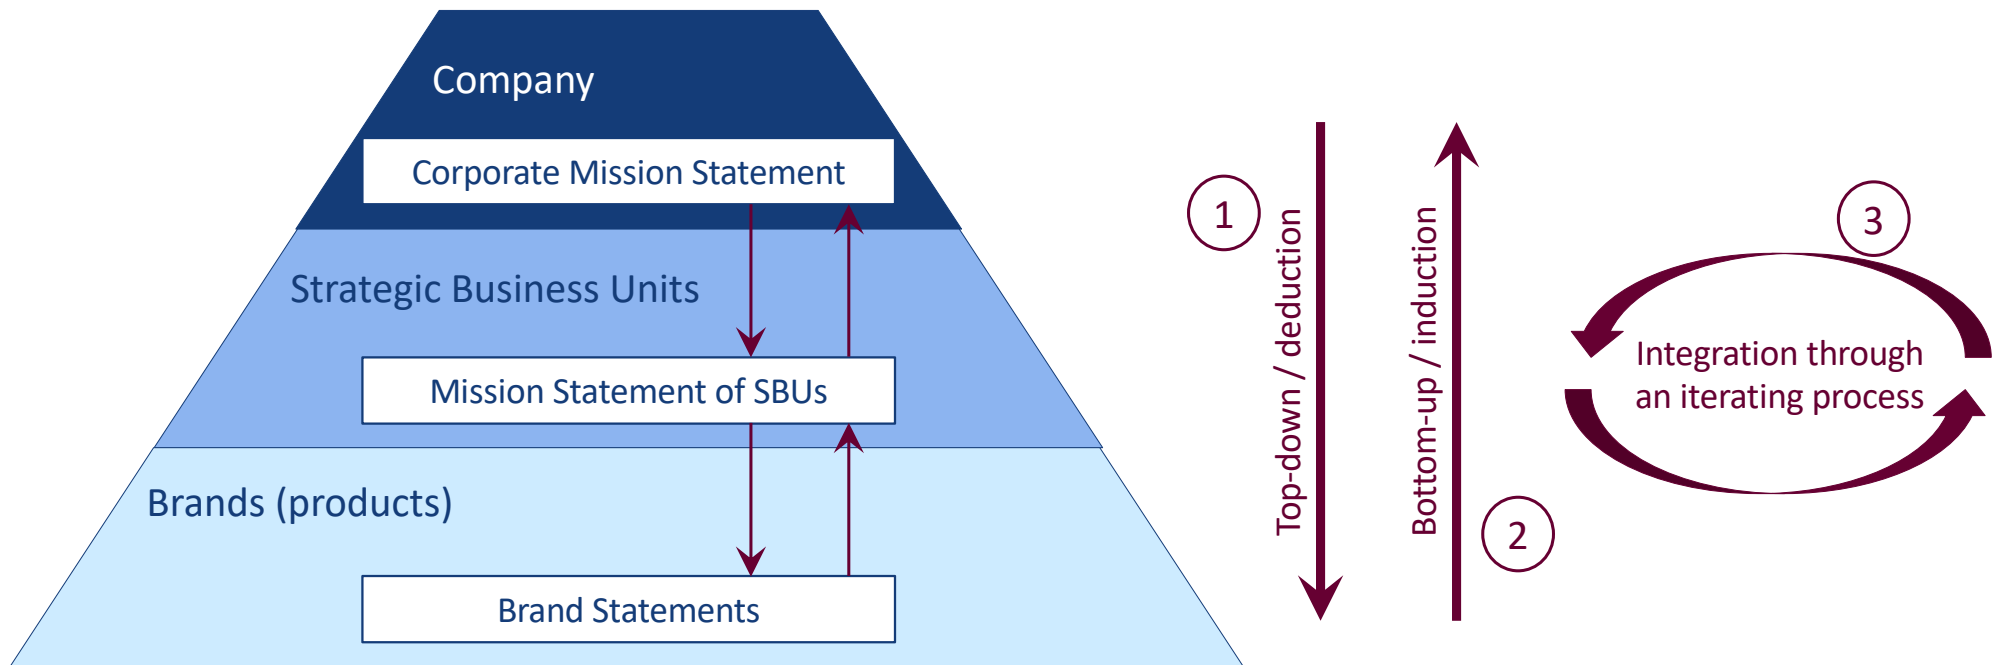 Company
Corporate Mission Statement
Strategic Business Units
Mission Statement of SBUs
Brands (products)
Brand Statements
1
Top-down / deduction
Bottom-up / induction
2
3
Integration through
an iterating process